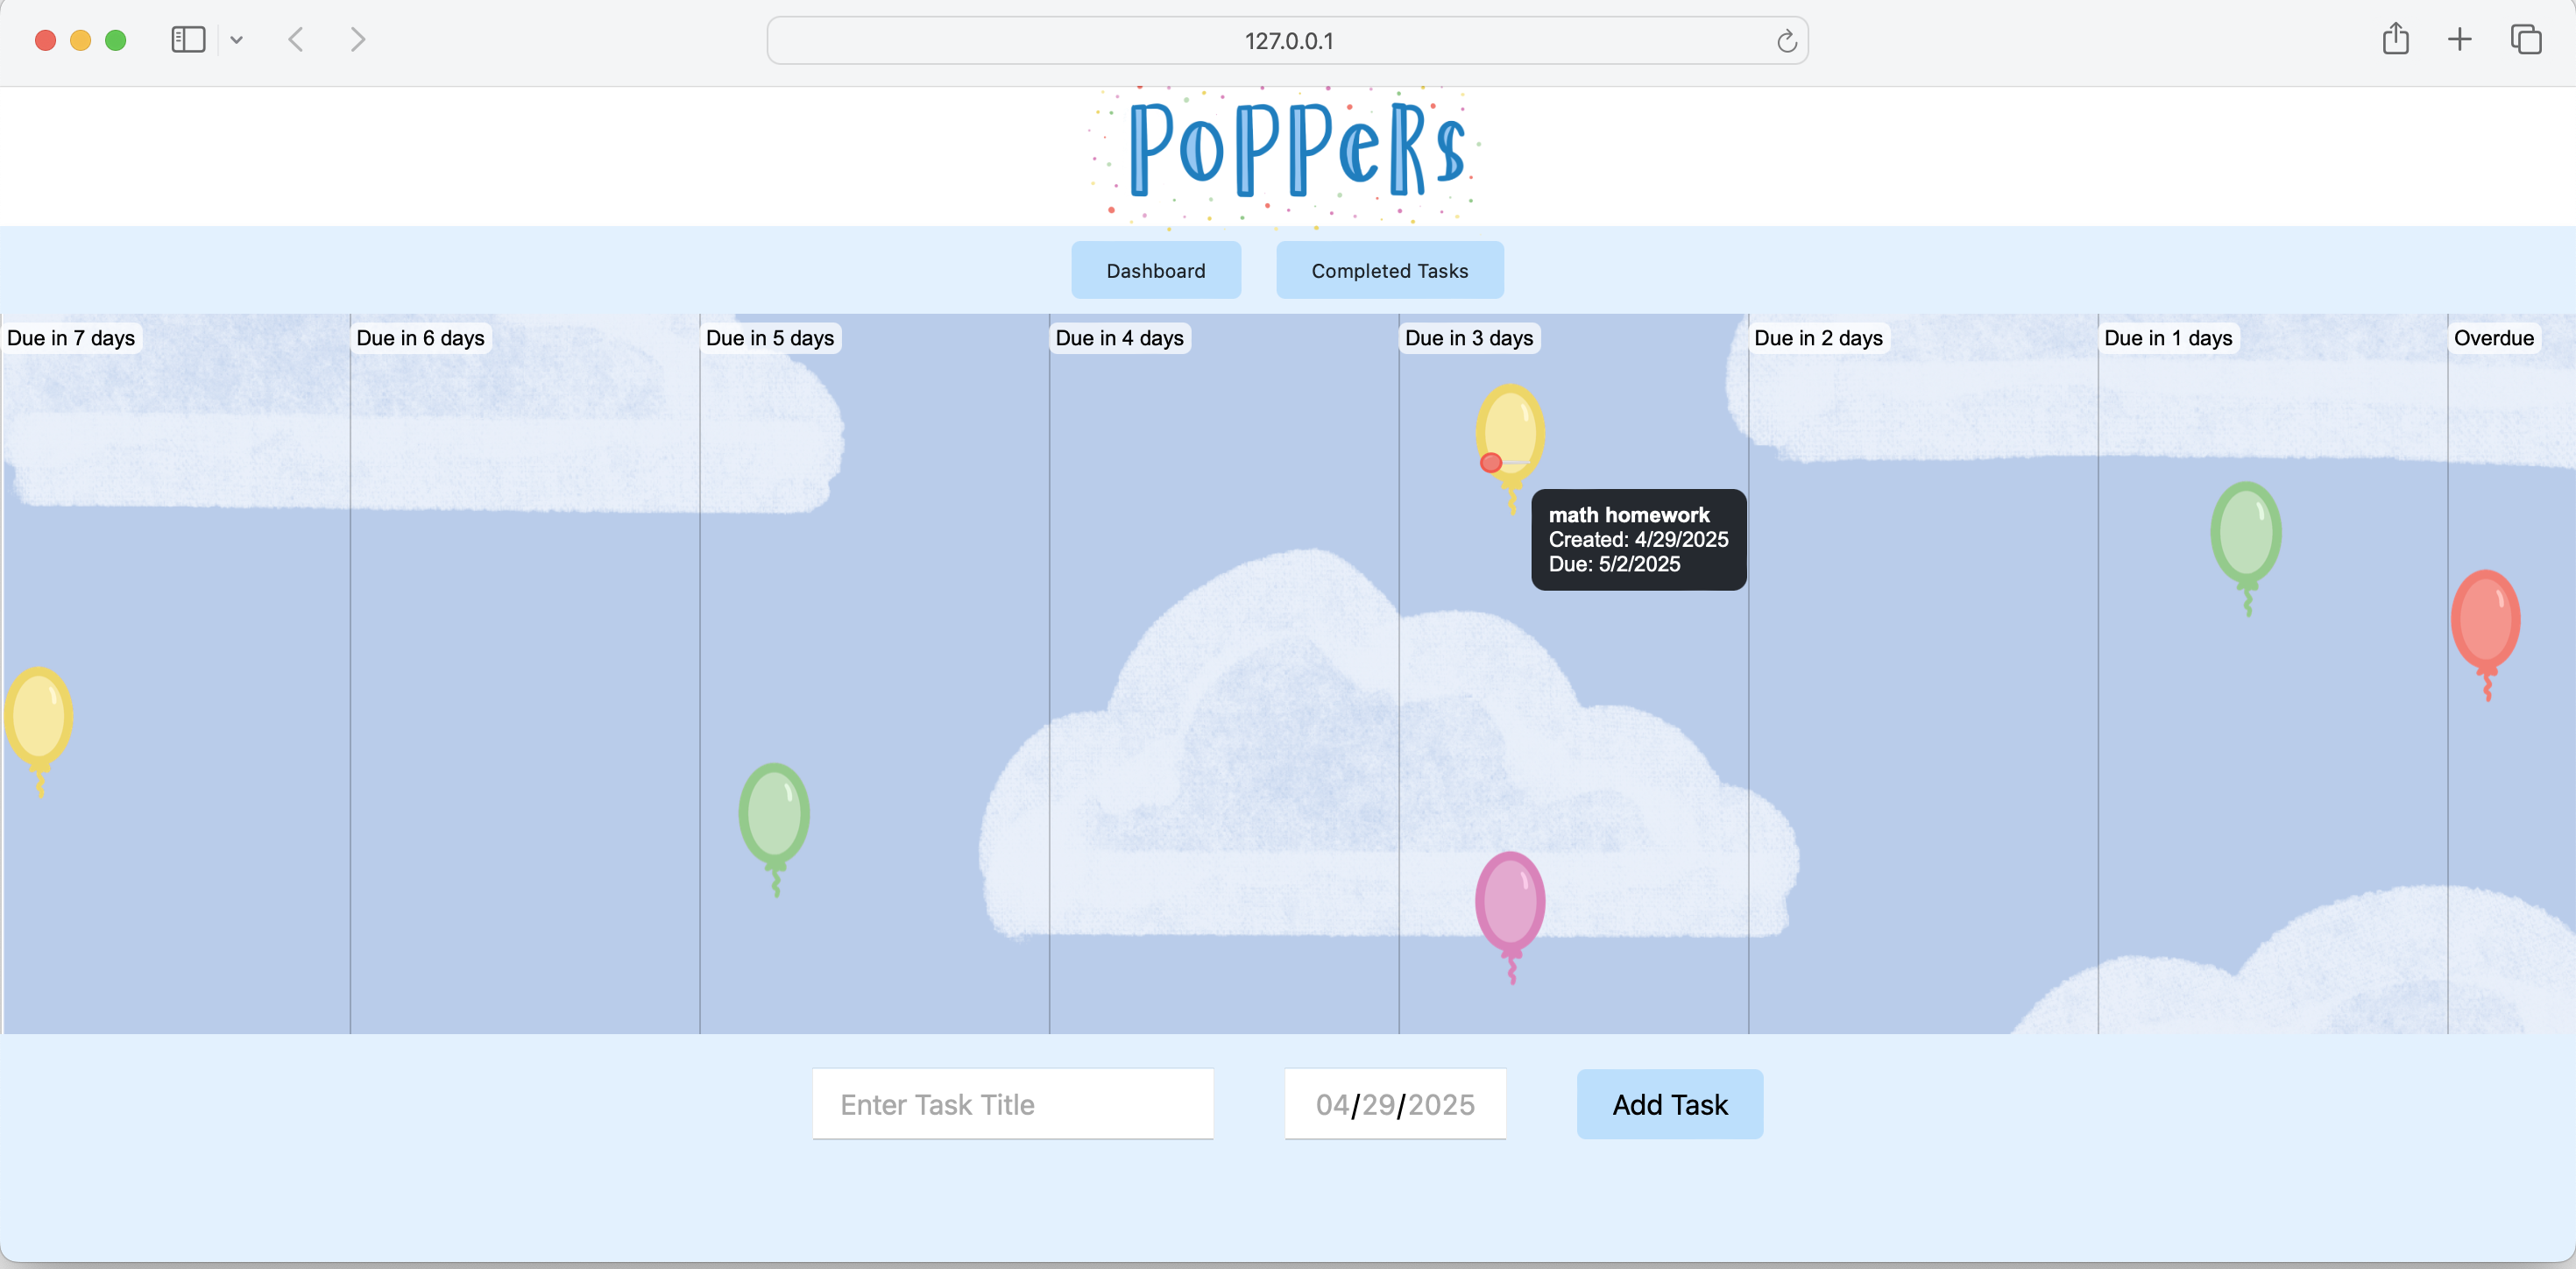 127.0.0.1
PoPPeRs
Dashboard
Completed Tasks
Due in 7 days
Due in 6 days
Due in 5 days
Due in 4 days
Due in 3 days
Due in 2 days
Due in 1 days
Overdue
math homework
Created: 4/29/2025
Due: 5/2/2025
Enter Task Title
04/29/2025
Add Task